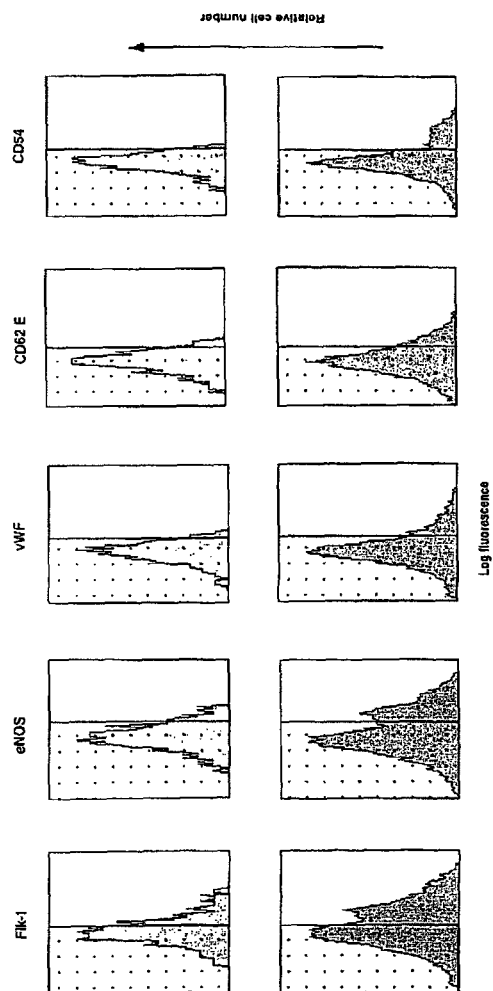 Relative cell number
CD54
CD62 E
vWF
eNOS
Flk-1
Log fluorescence